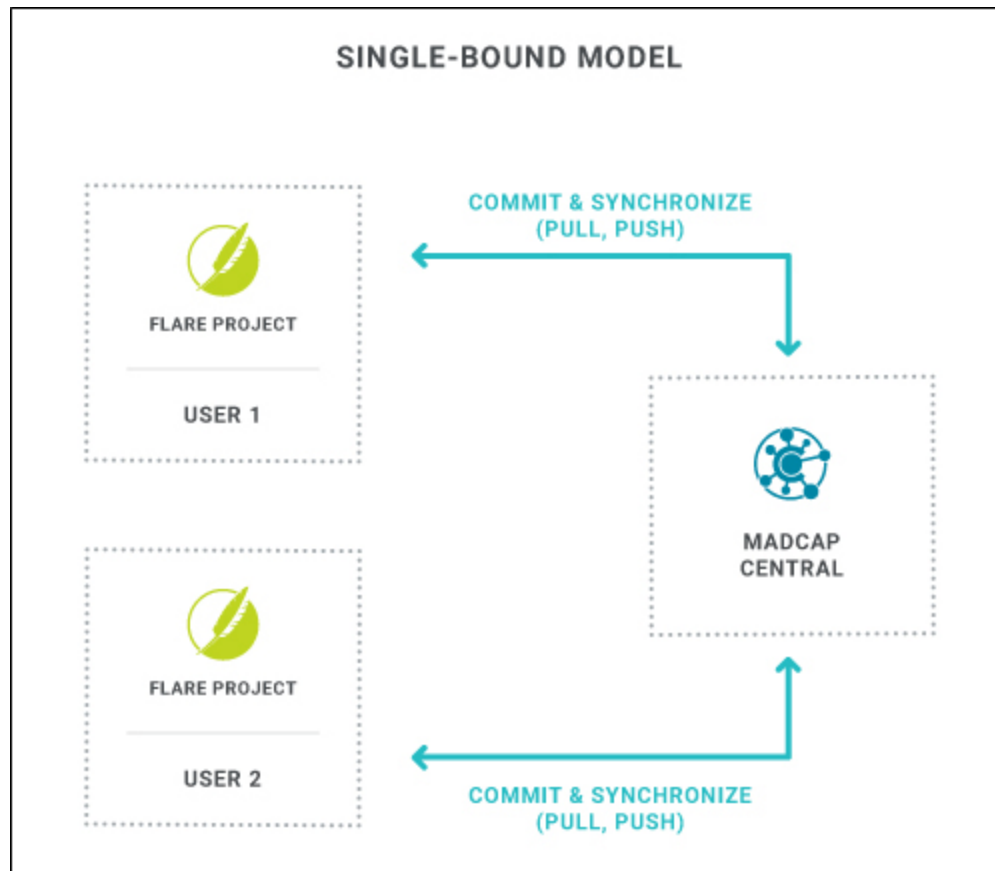 SINGLE-BOUND MODEL
COMMIT & SYNCHRONIZE
(PULL, PUSH)
FLARE PROJECT
USER 1
MADCAP
CENTRAL
FLARE PROJECT
USER 2
COMMIT & SYNCHRONIZE
(PULL, PUSH)